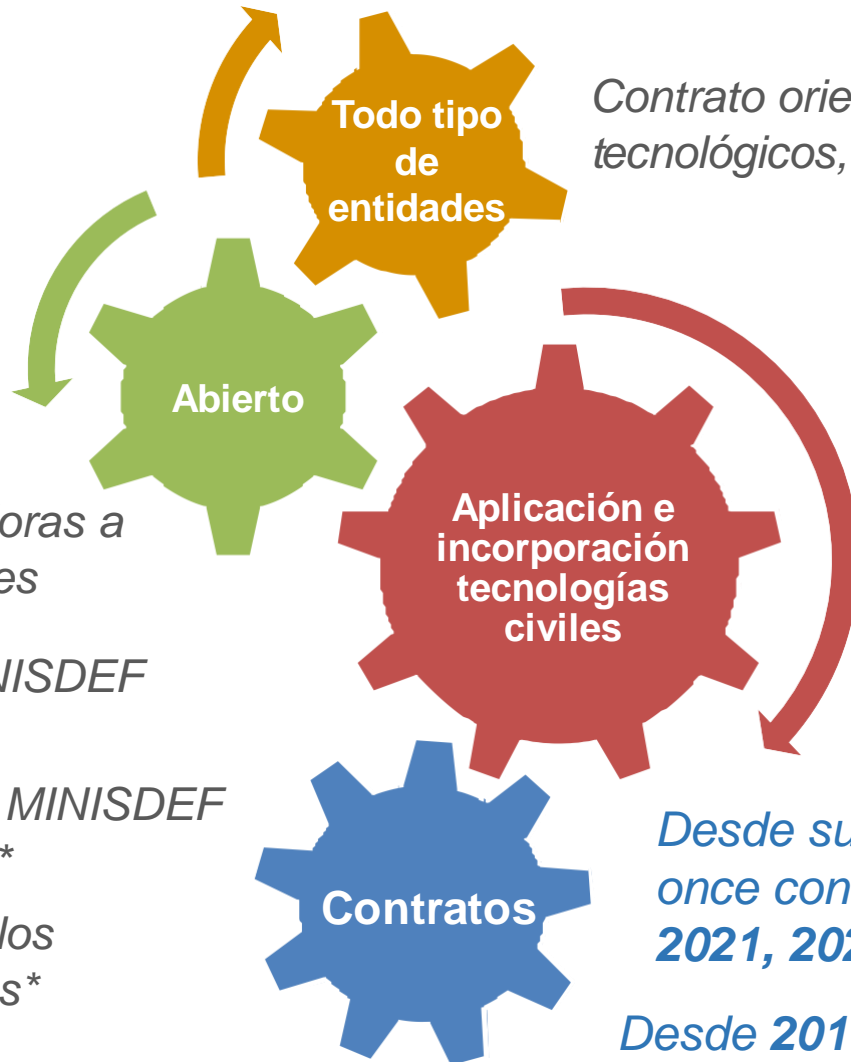 Todo tipo
de
entidades
Contrato orie
tecnológicos,
Abierto
Aplicación e
incorporación
tecnologías
civiles
oras a
es
NISDEF
MINISDEF
*
los
s*
Contratos
Desde su
once con
2021, 202
Desde 201